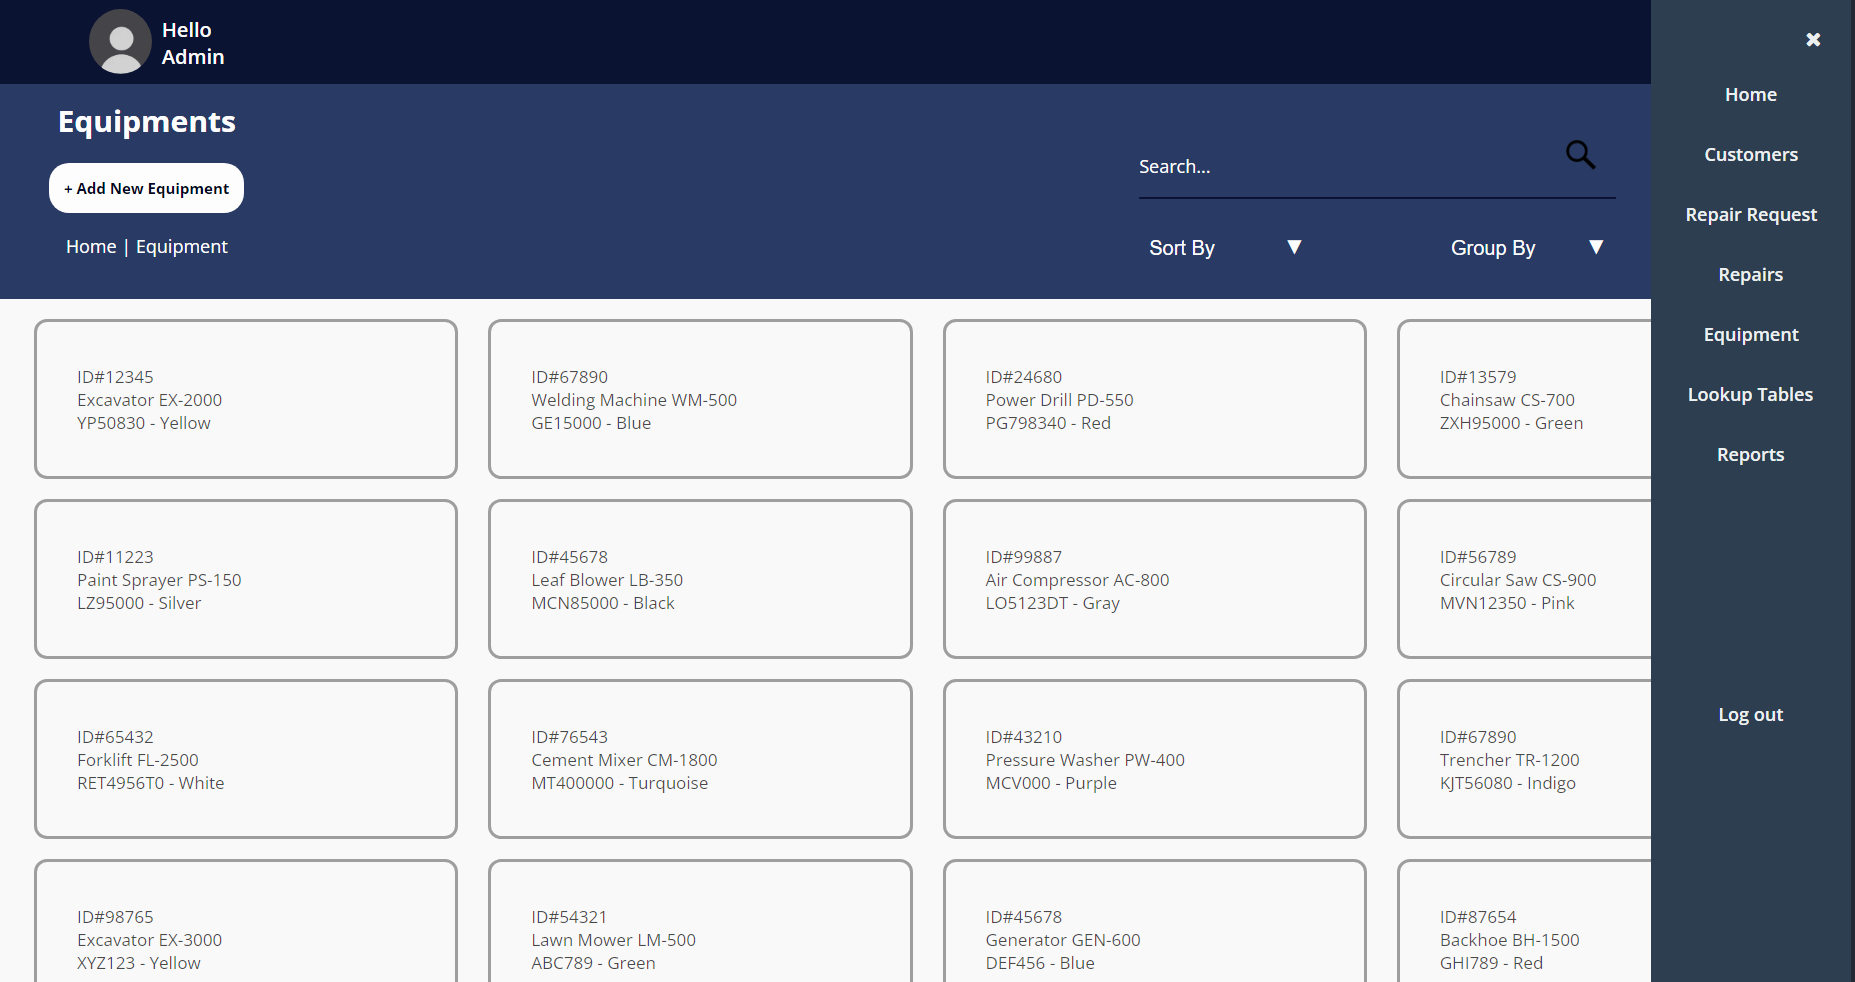 Hello
Admin
Equipments
+ Add New Equipment
Home | Equipment
Search...
Sort By ▼
Group By ▼
ID#12345
Excavator EX-2000
YP50830 - Yellow
ID#67890
Welding Machine WM-500
GE15000 - Blue
ID#24680
Power Drill PD-550
PG798340 - Red
ID#13579
Chainsaw CS-700
ZXH95000 - Green
ID#11223
Paint Sprayer PS-150
LZ95000 - Silver
ID#45678
Leaf Blower LB-350
MCN85000 - Black
ID#99887
Air Compressor AC-800
LO5123DT - Gray
ID#56789
Circular Saw CS-900
MVN12350 - Pink
ID#65432
Forklift FL-2500
RET4956T0 - White
ID#76543
Cement Mixer CM-1800
MT400000 - Turquoise
ID#43210
Pressure Washer PW-400
MCV000 - Purple
ID#67890
Trencher TR-1200
KJT56080 - Indigo
ID#98765
Excavator EX-3000
XYZ123 - Yellow
ID#54321
Lawn Mower LM-500
ABC789 - Green
ID#45678
Generator GEN-600
DEF456 - Blue
ID#87654
Backhoe BH-1500
GHI789 - Red
Home
Customers
Repair Request
Repairs
Equipment
Lookup Tables
Reports
Log out